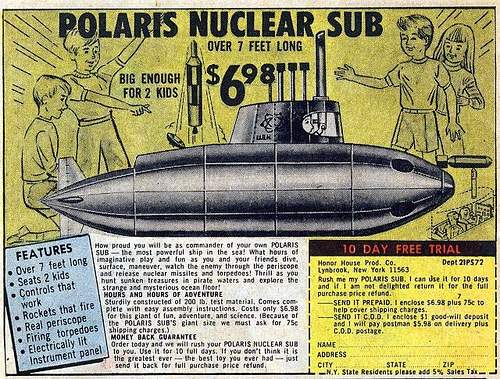 POLARIS NUCLEAR SUB
OVER 7 FEET LONG
BIG ENOUGH
FOR 2 KIDS
$6.98
FEATURES
• Over 7 feet long
• Seats 2 kids
• Controls that
work
• Rockets that fire
• Real periscope
• Firing torpedoes
• Electrically lit
instrument panel
How proud you will be as commander of your own POLARIS
SUB — the most powerful ship in the sea! What hours of
imaginative play and fun as you and your friends dive,
surface, maneuver, watch the enemy through the periscope
and release nuclear missiles and torpedoes! Thrill as you
hunt sunken treasures in pirate waters and explore the
strange and mysterious ocean floor!
HOURS AND HOURS OF ADVENTURE
Sturdily constructed of 200 lb. test material. Comes com-
plete with easy assembly instructions. Costs only $6.98
for this giant of fun, adventure, and science. (Because of
the POLARIS SUB'S giant size we must ask for 75c
shipping charges.)
MONEY BACK GUARANTEE
Order today and we will rush your POLARIS NUCLEAR SUB
to you. Use it for 10 full days. If you don't think it is
the greatest ever — the best toy you ever had — just
send it back for full purchase price refund.
10 DAY FREE TRIAL
Honor House Prod. Co. Dept 21PS72
Lynbrook, New York 11563
Rush me my POLARIS SUB. I can use it for 10 days
and if I am not delighted return it for the full
purchase price refund.
SEND IT PREPAID. I enclose $6.98 plus 75c to
help cover shipping charges.
SEND IT C.O.D. I enclose $1 good-will deposit
and I will pay postman $5.98 on delivery plus
C.O.D. postage.
NAME
ADDRESS
CITY STATE ZIP
N.Y. State Residents please add 5% Sales Tax